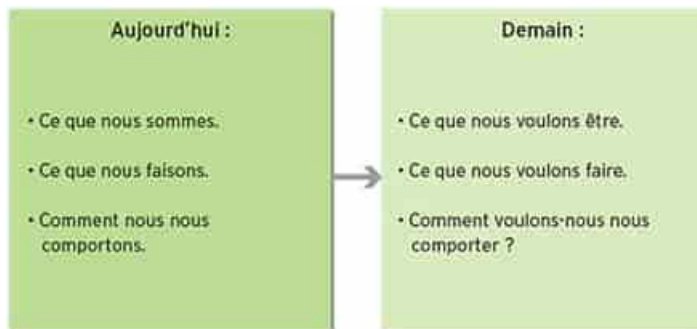 Aujourd'hui :
• Ce que nous sommes.
• Ce que nous faisons.
• Comment nous nous
comportons.
Demain :
• Ce que nous voulons être.
• Ce que nous voulons faire.
• Comment voulons-nous nous
comporter ?